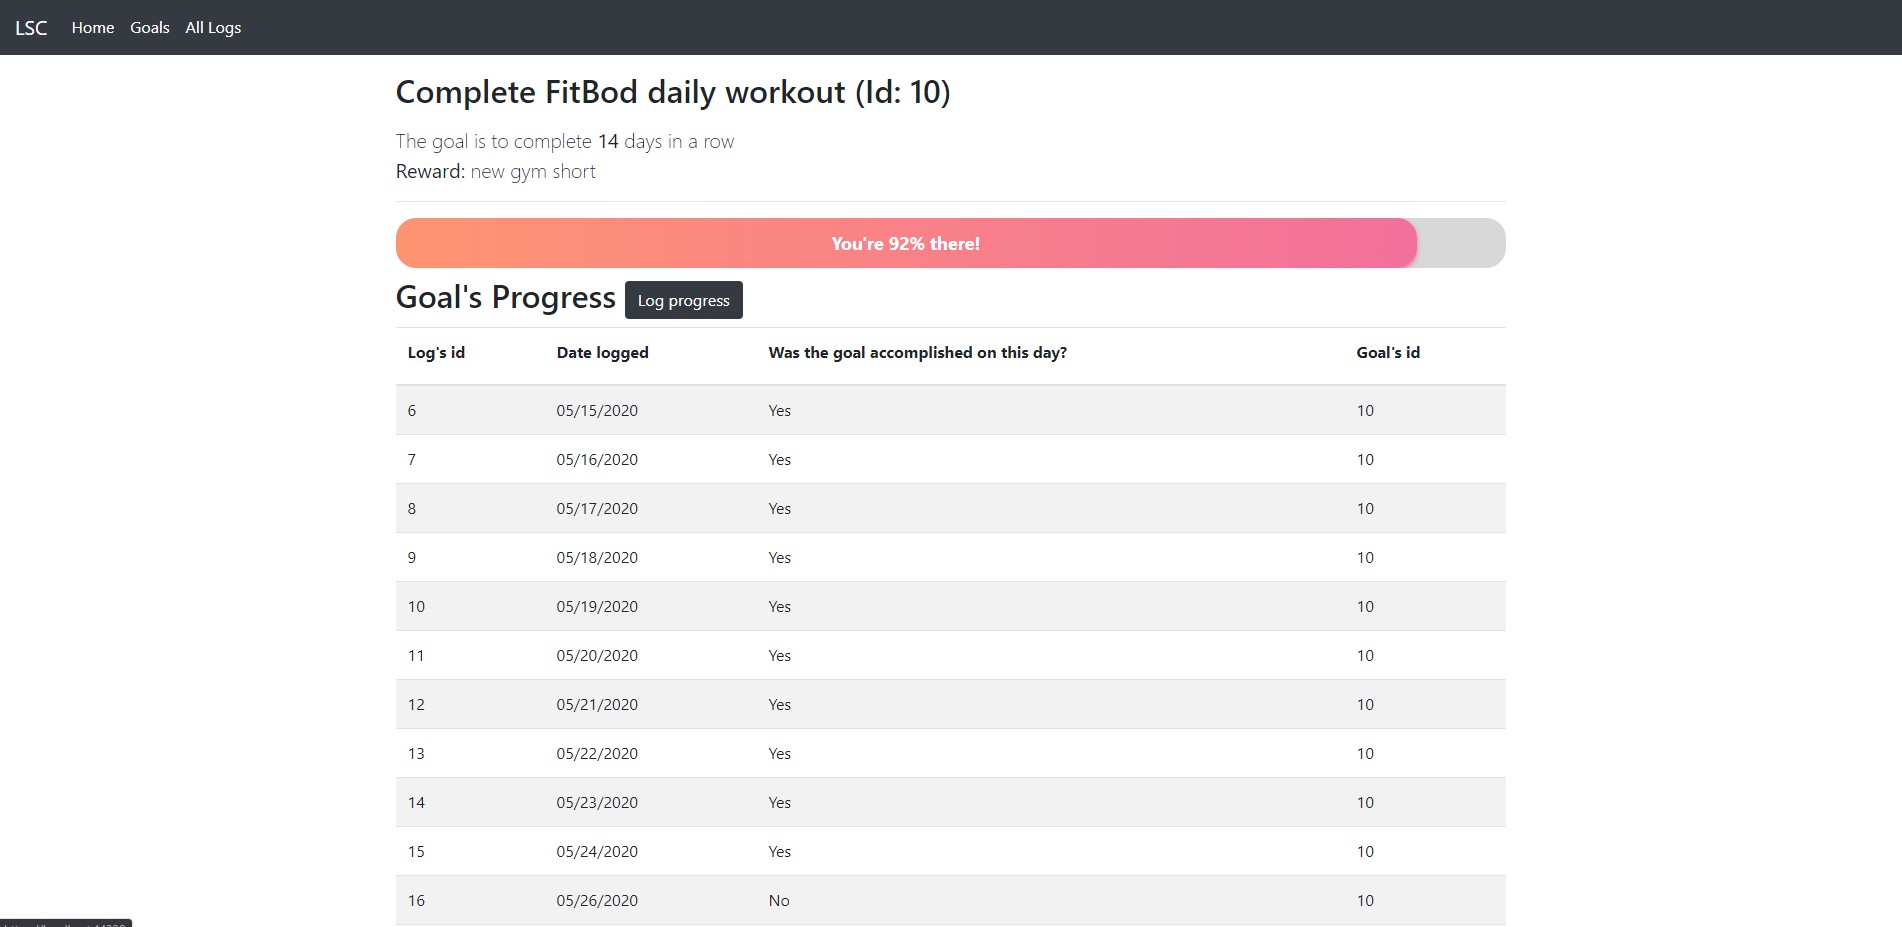 LSC Home Goals All Logs
Complete FitBod daily workout (Id: 10)
The goal is to complete 14 days in a row
Reward: new gym short
You're 92% there!
Goal's Progress Log progress
Log's id Date logged Was the goal accomplished on this day? Goal's id
6 05/15/2020 Yes 10
7 05/16/2020 Yes 10
8 05/17/2020 Yes 10
9 05/18/2020 Yes 10
10 05/19/2020 Yes 10
11 05/20/2020 Yes 10
12 05/21/2020 Yes 10
13 05/22/2020 Yes 10
14 05/23/2020 Yes 10
15 05/24/2020 Yes 10
16 05/26/2020 No 10